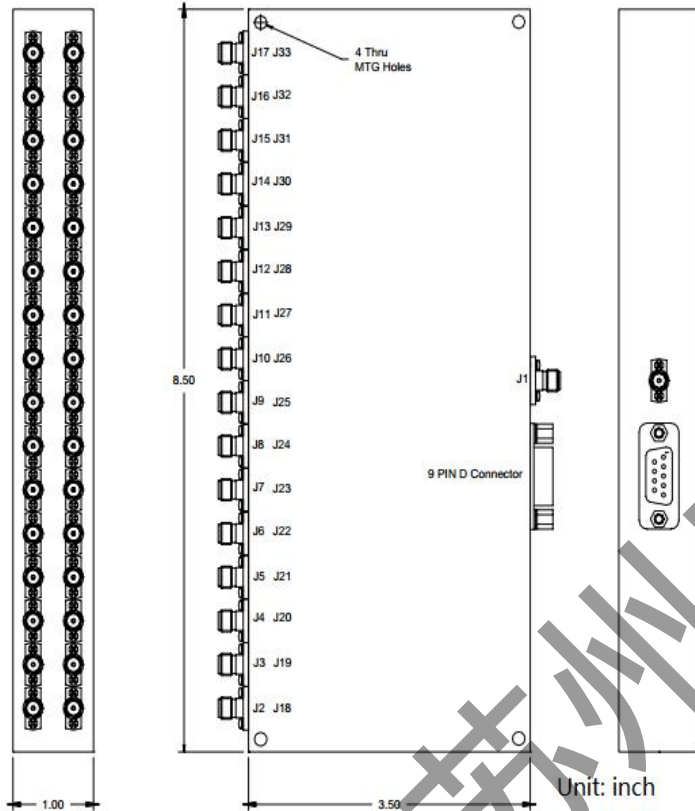 J17 J33
4 Thru
MTG Holes
J16 J32
J15 J31
J14 J30
J13 J29
J12 J28
J11 J27
J10 J26
8.50
J1
J9 J25
J8 J24
9 PIN D Connector
J7 J23
J6 J22
J5 J21
J4 J20
J3 J19
J2 J18
苏州
Unit: inch
1.00
3.50